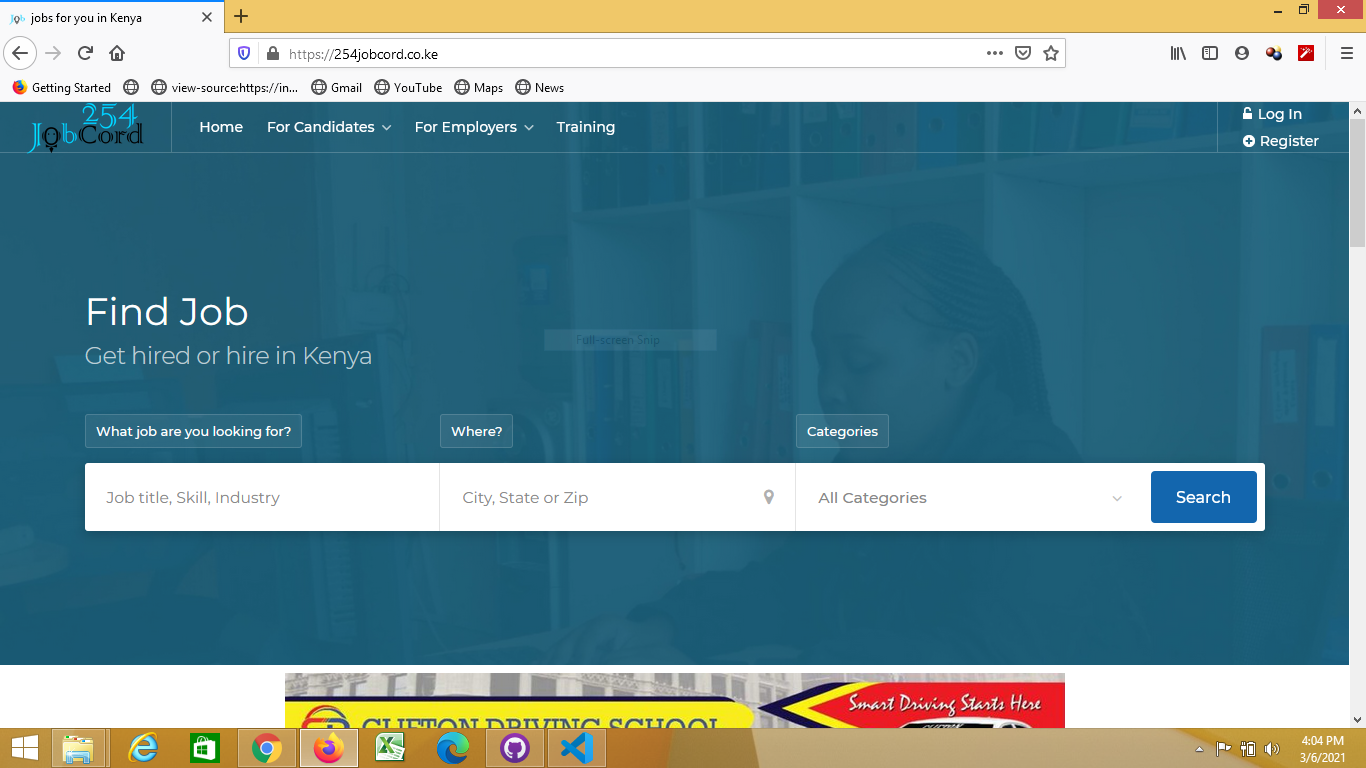 jobs for you in Kenya
https://254jobcord.co.ke
Getting Started
view-source:https://in...
Gmail
YouTube
Maps
News
254
JobCord
Home
For Candidates
For Employers
Training
Log In
Register
Find Job
Get hired or hire in Kenya
Full-screen Snip
What job are you looking for?
Where?
Categories
Job title, Skill, Industry
City, State or Zip
All Categories
Search
CLIFTON DRIVING SCHOOL
Smart Driving Starts Here
4:04 PM
3/6/2021